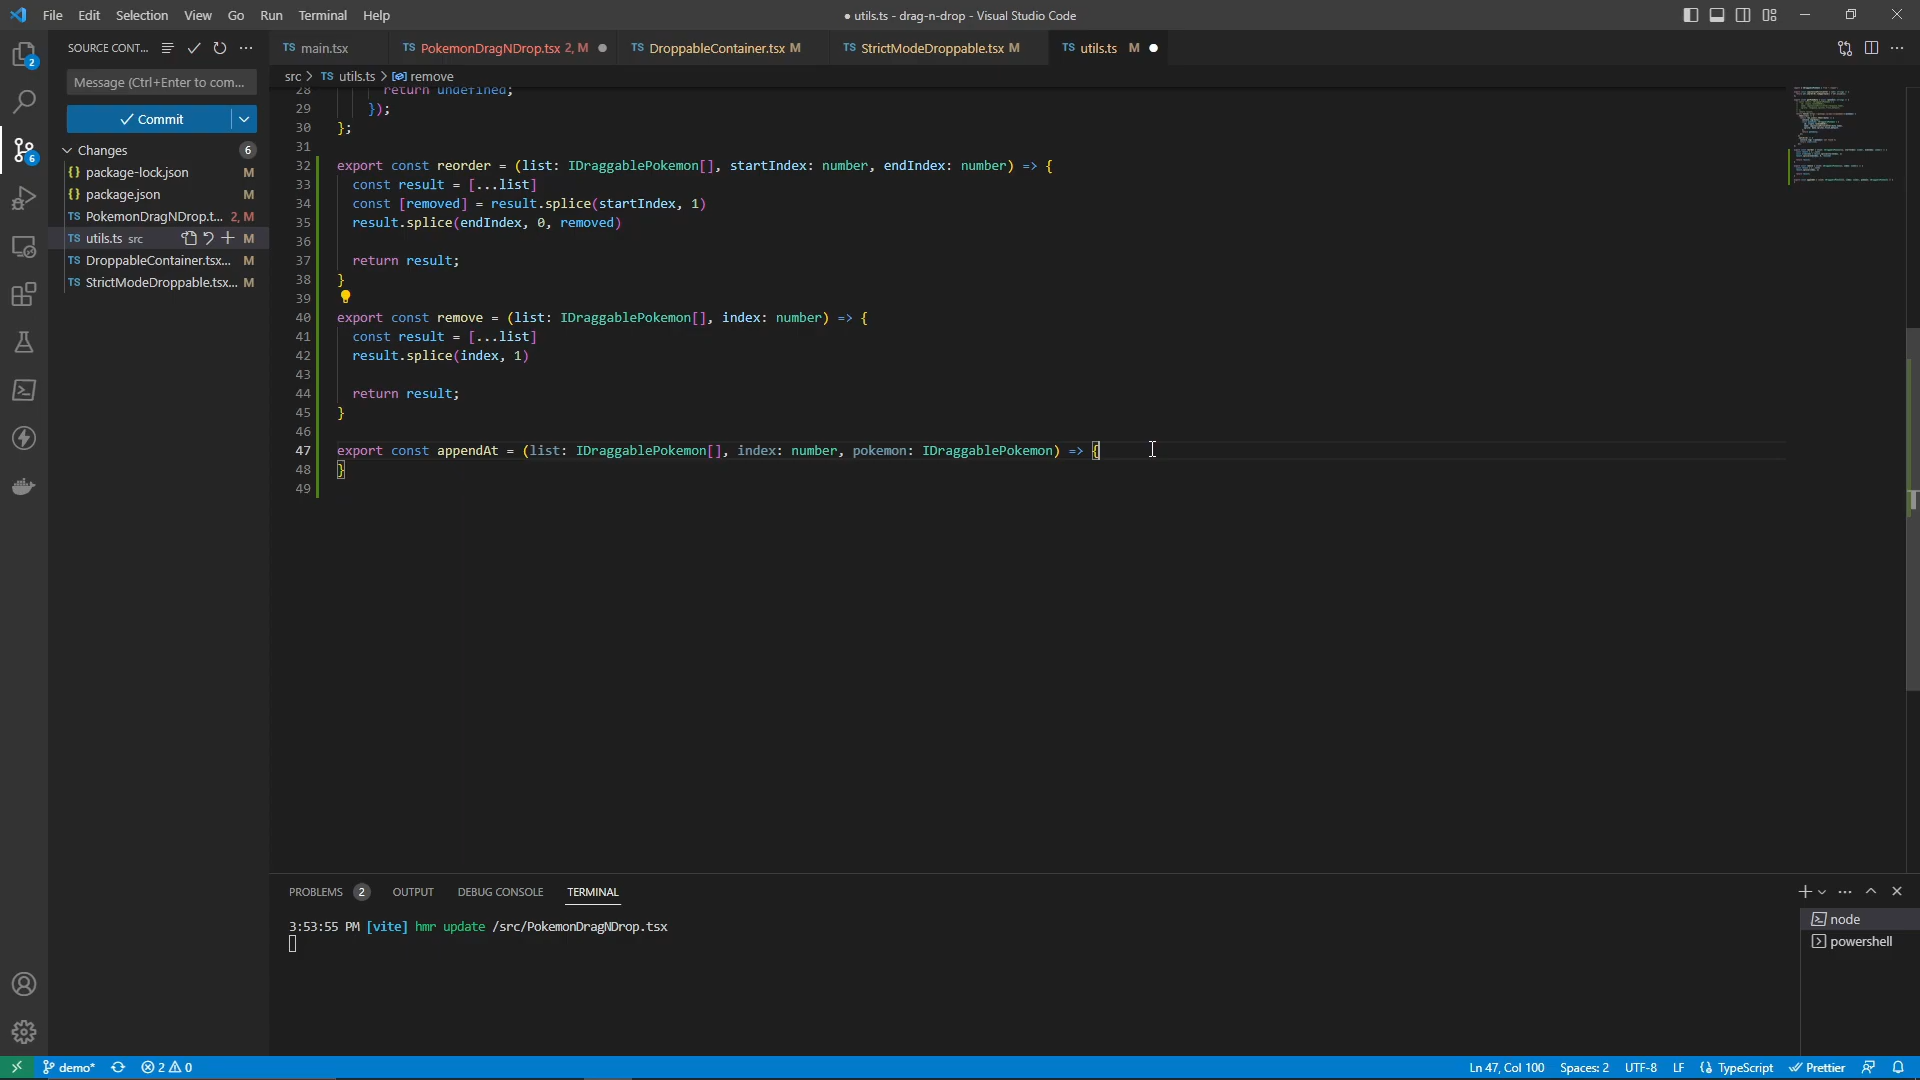 File Edit Selection View Go Run Terminal Help
● utils.ts - drag-n-drop - Visual Studio Code
SOURCE CONT...
TS main.tsx
TS PokemonDragNDrop.tsx 2, M
TS DroppableContainer.tsx M
TS StrictModeDroppable.tsx M
TS utils.ts M
2
Message (Ctrl+Enter to com...
Commit
Changes 6
{} package-lock.json M
{} package.json M
TS PokemonDragNDrop.t... 2, M
TS utils.ts src M
TS DroppableContainer.tsx... M
TS StrictModeDroppable.tsx... M
6
src > TS utils.ts > remove
28 return undefined;
29 });
30 };
31
32 export const reorder = (list: IDraggablePokemon[], startIndex: number, endIndex: number) => {
33 const result = [...list]
34 const [removed] = result.splice(startIndex, 1)
35 result.splice(endIndex, 0, removed)
36
37 return result;
38 }
39
40 export const remove = (list: IDraggablePokemon[], index: number) => {
41 const result = [...list]
42 result.splice(index, 1)
43
44 return result;
45 }
46
47 export const appendAt = (list: IDraggablePokemon[], index: number, pokemon: IDraggablePokemon) => {
48 }
49
PROBLEMS 2 OUTPUT DEBUG CONSOLE TERMINAL
3:53:55 PM [vite] hmr update /src/PokemonDragNDrop.tsx
node
powershell
demo* 2 0
Ln 47, Col 100 Spaces: 2 UTF-8 LF {} TypeScript Prettier